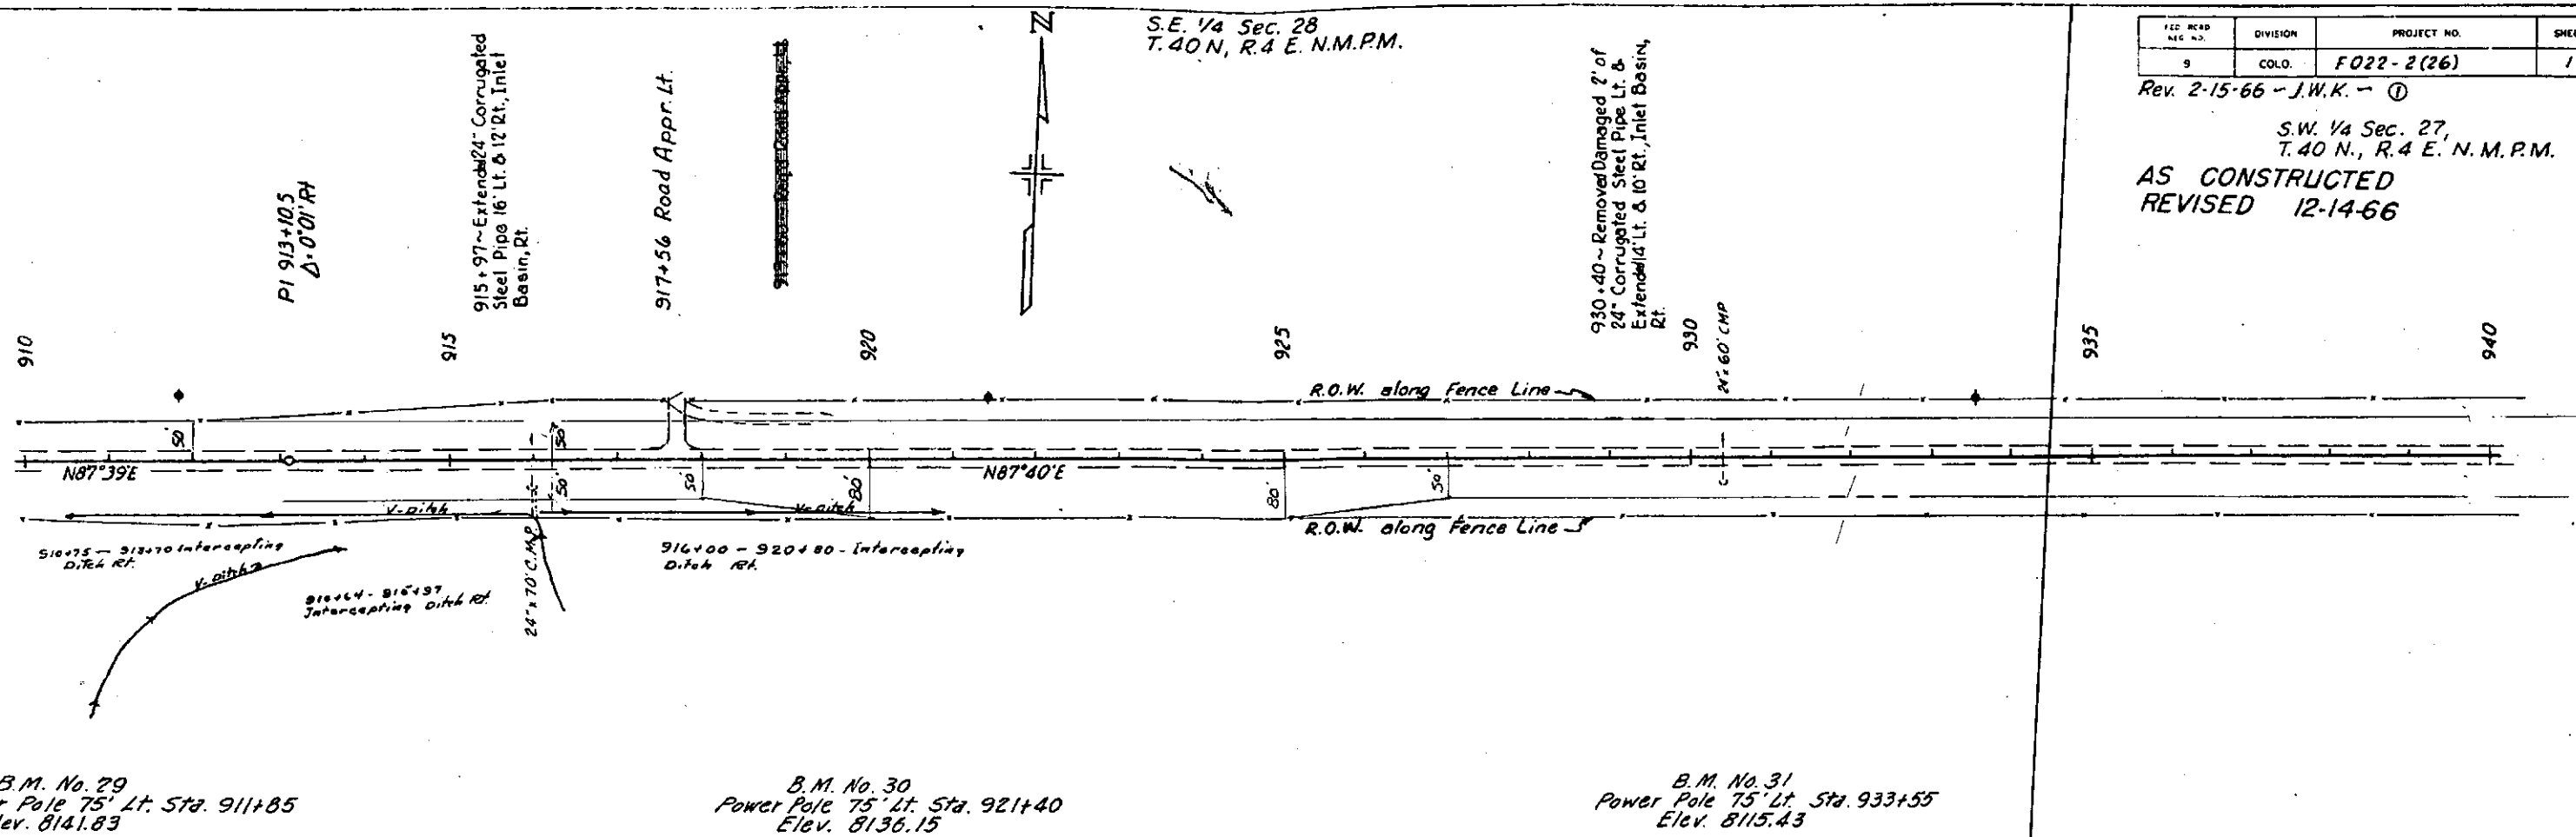 S.E. 1/4 Sec. 28
T. 40 N, R. 4 E. N.M.P.M.
FED. ROAD REG. NO.
DIVISION
PROJECT NO.
9
COLO.
F 022-2(26)
1
Rev. 2-15-66 ~ J.W.K. ~ ①
S.W. 1/4 Sec. 27,
T. 40 N., R. 4 E. N.M.P.M.
AS CONSTRUCTED
REVISED 12-14-66
N
PI 913+10.5
Δ=0°01' Rt
915+97~Extended 24" Corrugated
Steel Pipe 16' Lt. & 12' Rt., Inlet
Basin, Rt.
917+56 Road Appr. Lt.
930+40~Removed Damaged 2' of
24" Corrugated Steel Pipe Lt. &
Extended 14' Lt. & 10' Rt., Inlet Basin,
Rt.
910
915
920
925
930
24"x60' CMP
935
940
R.O.W. along Fence Line
50'
50'
N87°39'E
50'
50'
80'
N87°40'E
80'
50'
V-Ditch
V-Ditch
R.O.W. along Fence Line
Intercepting
Ditch Rt.
V-Ditch
Intercepting Ditch Rt.
24"x70' C.M.P.
916+00 - 920+80 - Intercepting
Ditch Rt.
B.M. No. 29
Pole 75' Lt. Sta. 911+85
lev. 8141.83
B.M. No. 30
Power Pole 75' Lt. Sta. 921+40
Elev. 8136.15
B.M. No. 31
Power Pole 75' Lt. Sta. 933+55
Elev. 8115.43